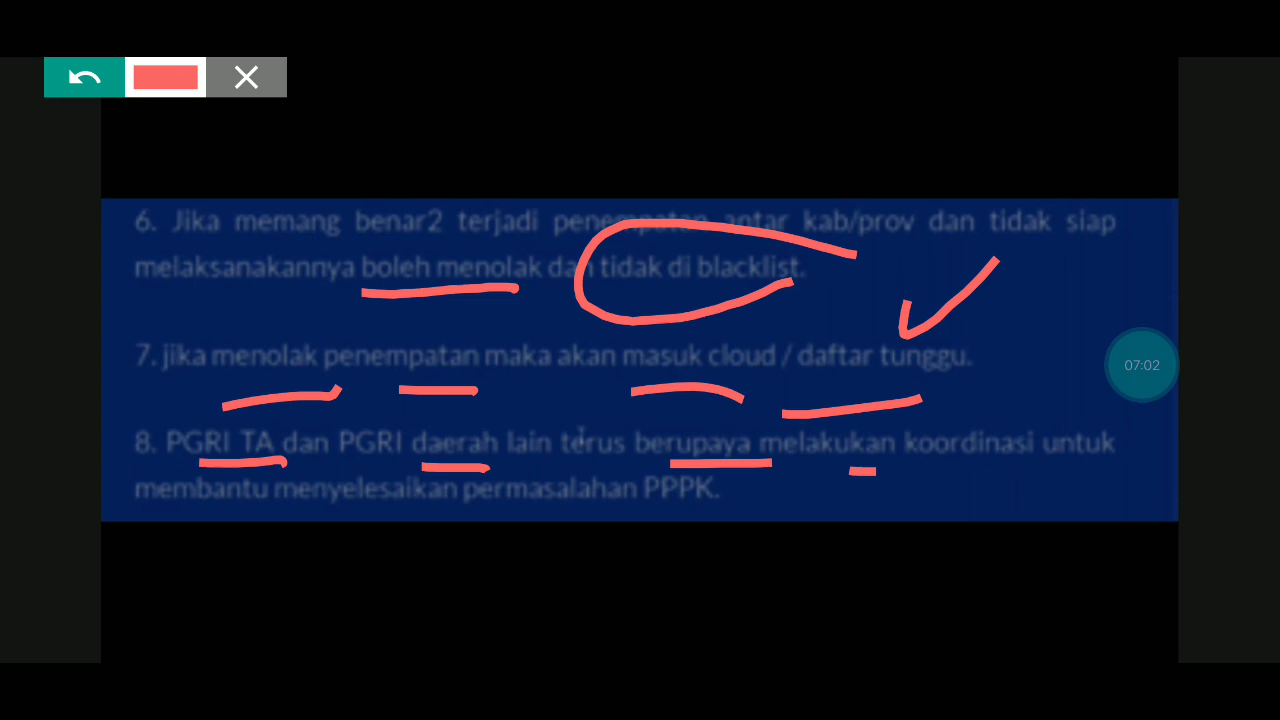 6. Jika memang benar2 terjadi penempatan antar kab/prov dan tidak siap
melaksanakannya boleh menolak dan tidak di blacklist.
7. jika menolak penempatan maka akan masuk cloud / daftar tunggu.
07:02
8. PGRI TA dan PGRI daerah lain terus berupaya melakukan koordinasi untuk
membantu menyelesaikan permasalahan PPPK.